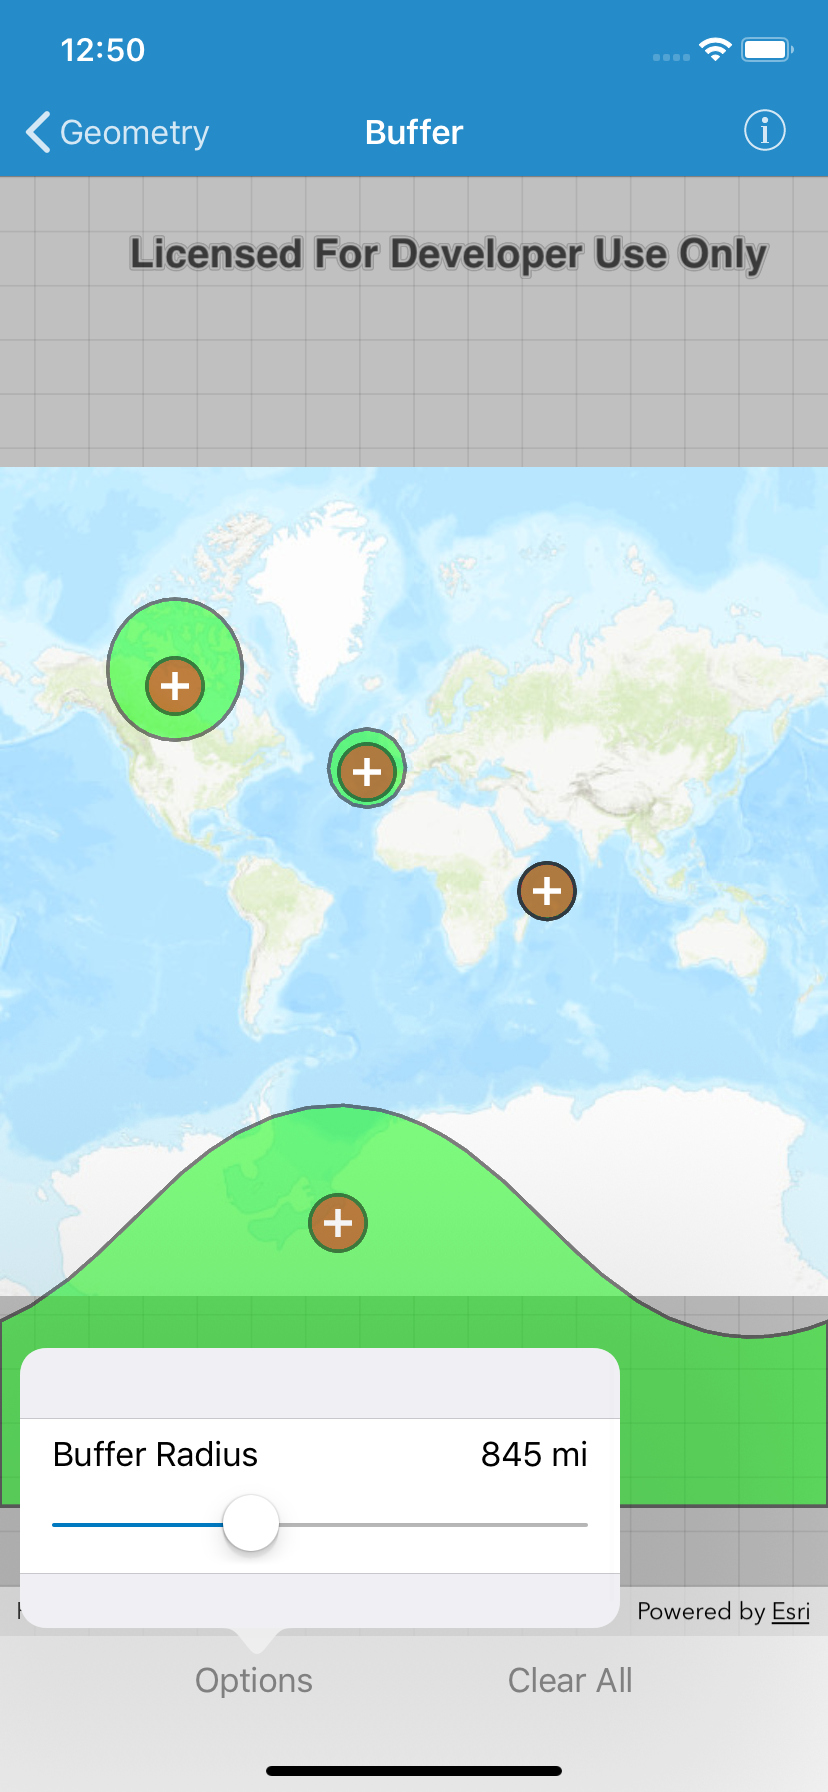 12:50
Geometry
Buffer
Licensed For Developer Use Only
Buffer Radius
845 mi
Powered by Esri
Options
Clear All